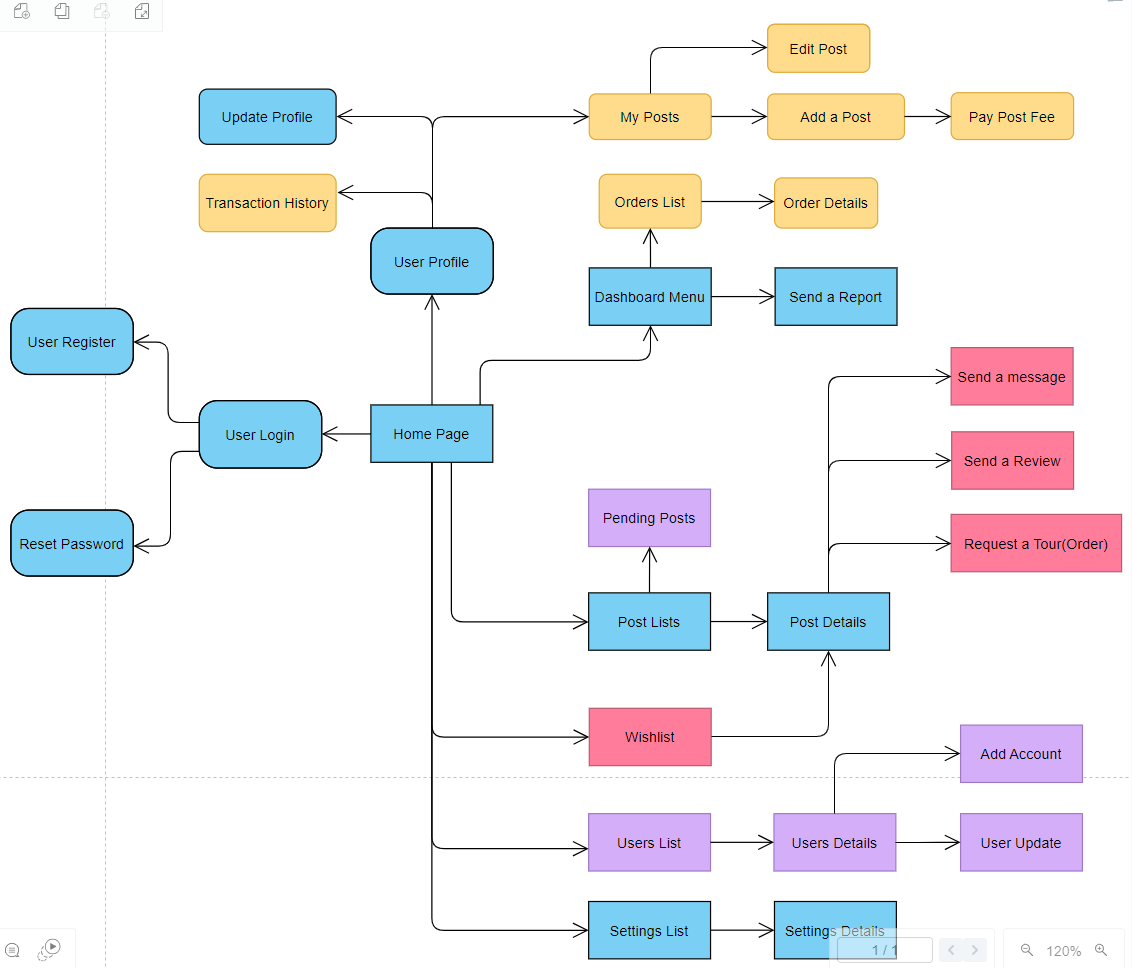 Edit Post
Update Profile
My Posts
Add a Post
Pay Post Fee
Transaction History
Orders List
Order Details
User Profile
Dashboard Menu
Send a Report
User Register
Send a message
User Login
Home Page
Send a Review
Pending Posts
Reset Password
Request a Tour(Order)
Post Lists
Post Details
Wishlist
Add Account
Users List
Users Details
User Update
Settings List
Settings Details
1 / 1
120%